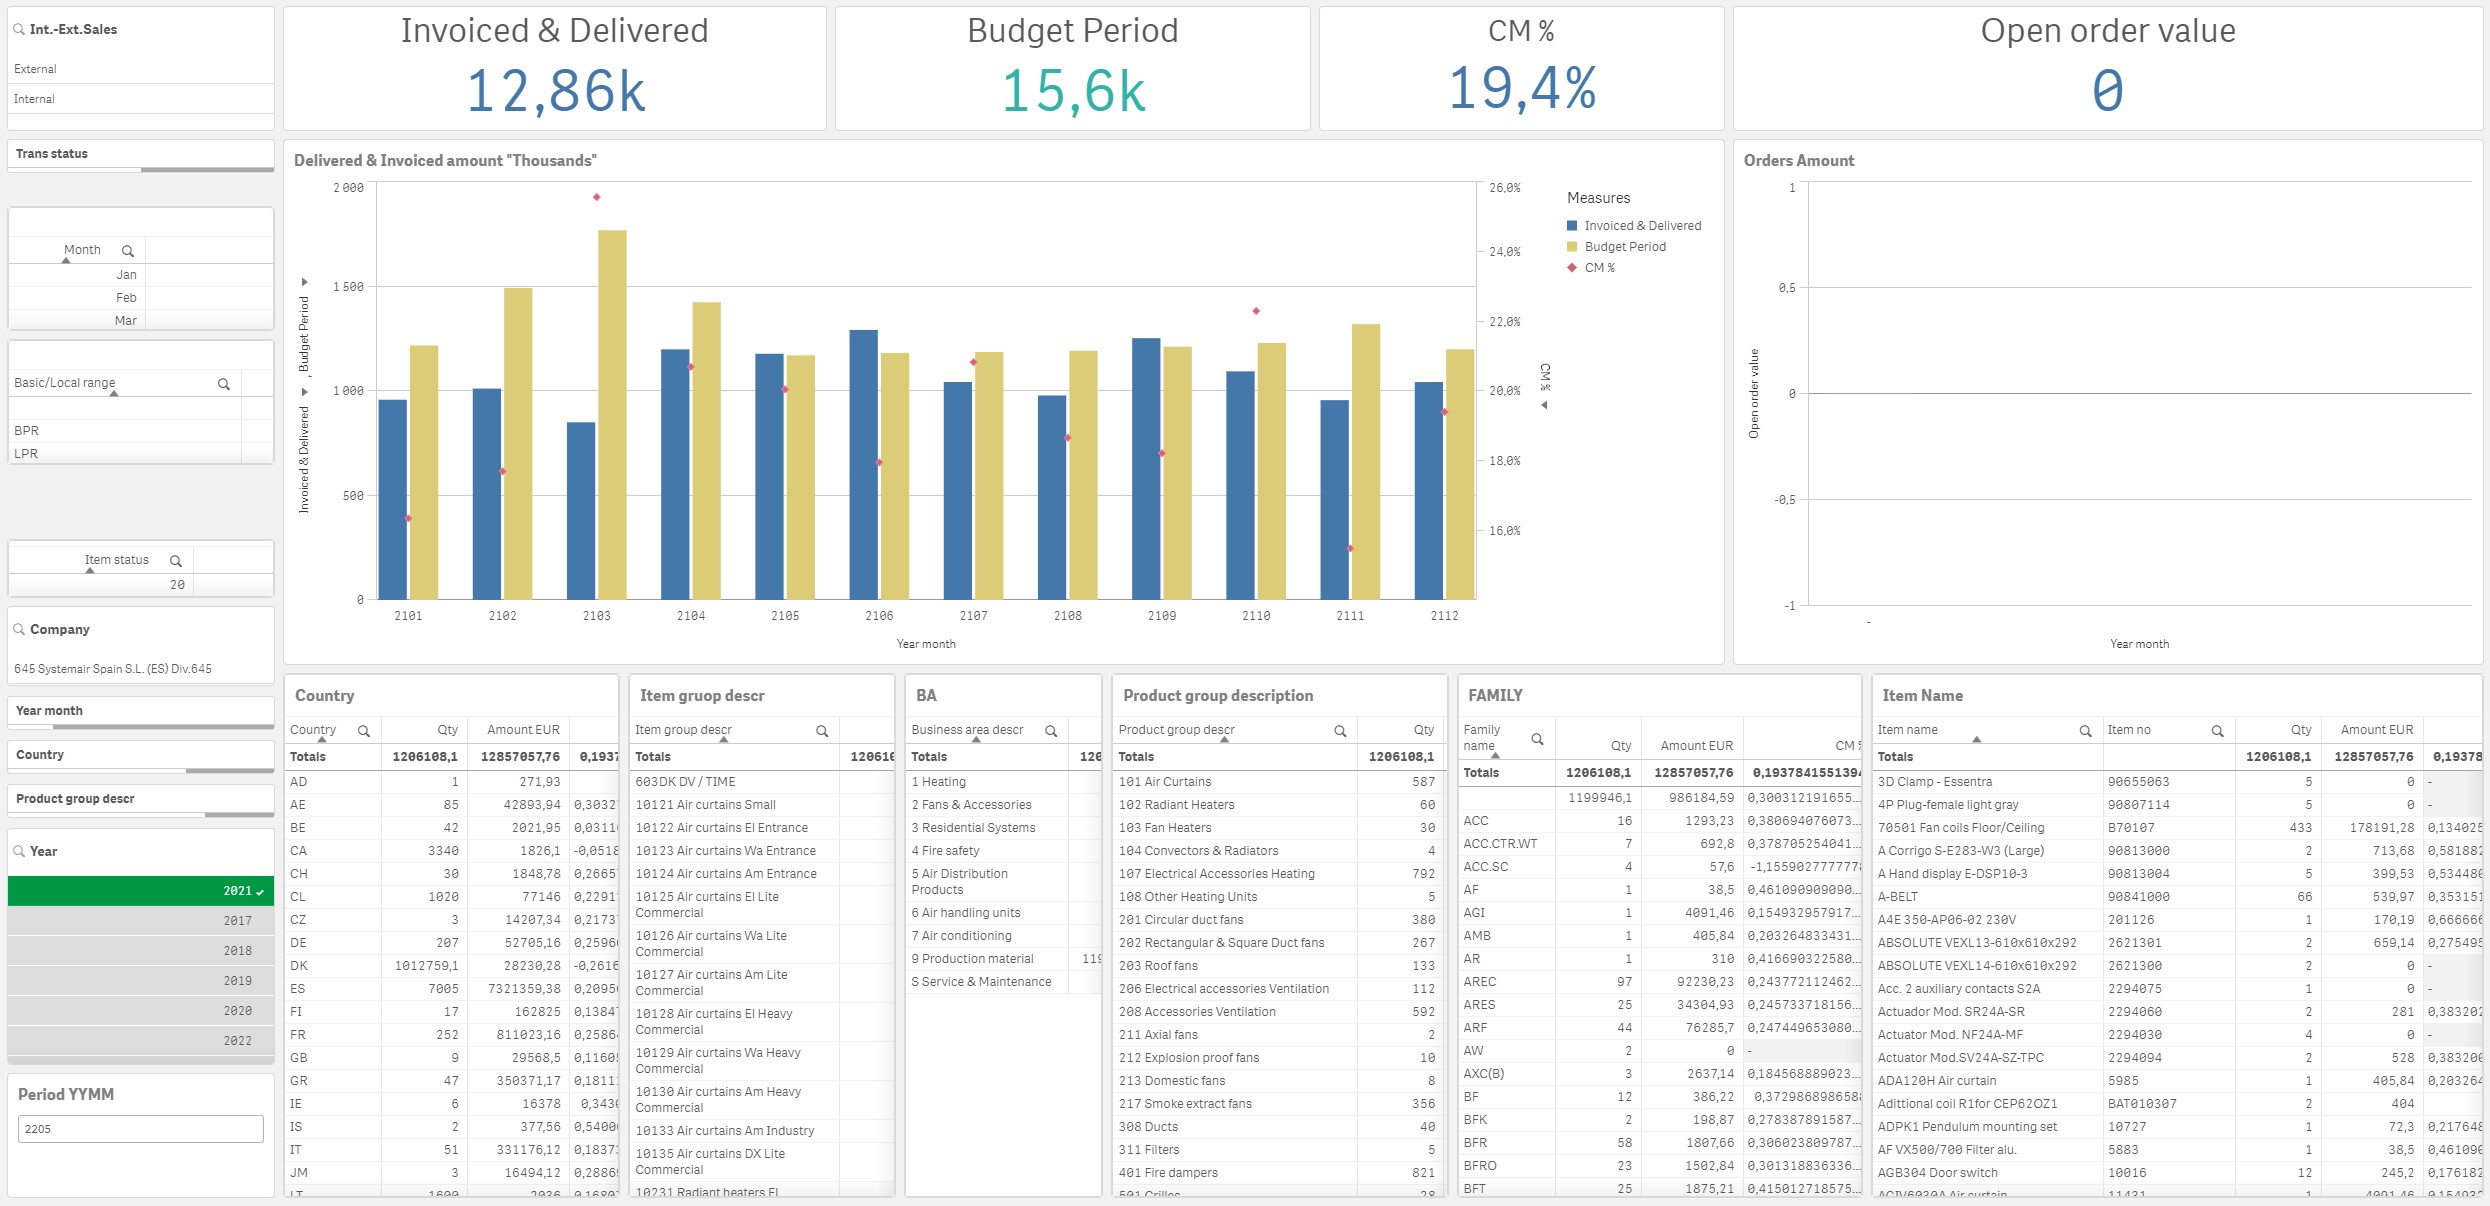 Int.-Ext.Sales
External
Internal
Trans status
Month
Jan
Feb
Mar
Basic/Local range
BPR
LPR
Item status
20
Company
645 Systemair Spain S.L. (ES) Div.645
Year month
Country
Product group descr
Year
2021
2017
2018
2019
2020
2022
Period YYMM
2205
Invoiced & Delivered
12,86k
Budget Period
15,6k
CM %
19,4%
Open order value
0
Delivered & Invoiced amount "Thousands"
2 000
1 500
1 000
500
0
Invoiced & Delivered , Budget Period
26,0%
24,0%
22,0%
20,0%
18,0%
16,0%
CM %
2101 2102 2103 2104 2105 2106 2107 2108 2109 2110 2111 2112
Year month
Measures
Invoiced & Delivered
Budget Period
CM %
Orders Amount
1
0,5
0
-0,5
-1
Open order value
-
Year month
Country
Country Qty Amount EUR
Totals 1206108,1 12857057,76 0,1937
AD 1 271,93
AE 85 42893,94 0,3032
BE 42 2021,95 0,0311
CA 3340 1826,1 -0,0518
CH 30 1848,78 0,2665
CL 1020 77146 0,2291
CZ 3 14207,34 0,2173
DE 207 52705,16 0,2596
DK 1012759,1 28230,28 -0,2616
ES 7005 7321359,38 0,2095
FI 17 162825 0,1384
FR 252 811023,16 0,2586
GB 9 29568,5 0,1160
GR 47 350371,17 0,1811
IE 6 16378 0,343
IS 2 377,56 0,5400
IT 51 331176,12 0,1837
JM 3 16494,12 0,2886
LT 1600 2036 0,1680
Item gruop descr
Item group descr
Totals 12061
603DK DV / TIME
10121 Air curtains Small
10122 Air curtains El Entrance
10123 Air curtains Wa Entrance
10124 Air curtains Am Entrance
10125 Air curtains El Lite
Commercial
10126 Air curtains Wa Lite
Commercial
10127 Air curtains Am Lite
Commercial
10128 Air curtains El Heavy
Commercial
10129 Air curtains Wa Heavy
Commercial
10130 Air curtains Am Heavy
Commercial
10133 Air curtains Am Industry
10135 Air curtains DX Lite
Commercial
10231 Radiant heaters El
BA
Business area descr
Totals 120
1 Heating
2 Fans & Accessories
3 Residential Systems
4 Fire safety
5 Air Distribution
Products
6 Air handling units
7 Air conditioning
9 Production material 119
S Service & Maintenance
Product group description
Product group descr Qty
Totals 1206108,1
101 Air Curtains 587
102 Radiant Heaters 60
103 Fan Heaters 30
104 Convectors & Radiators 4
107 Electrical Accessories Heating 792
108 Other Heating Units 5
201 Circular duct fans 380
202 Rectangular & Square Duct fans 267
203 Roof fans 133
206 Electrical accessories Ventilation 112
208 Accessories Ventilation 592
211 Axial fans 2
212 Explosion proof fans 10
213 Domestic fans 8
217 Smoke extract fans 356
308 Ducts 40
311 Filters 5
401 Fire dampers 821
501 Grilles 28
FAMILY
Family
name Qty Amount EUR CM %
Totals 1206108,1 12857057,76 0,1937841551394
1199946,1 986184,59 0,300312191655...
ACC 16 1293,23 0,380694076073...
ACC.CTR.WT 7 692,8 0,378705254041...
ACC.SC 4 57,6 -1,155902777777
AF 1 38,5 0,461090909090...
AGI 1 4091,46 0,154932957917...
AMB 1 405,84 0,203264833431...
AR 1 310 0,416690322580...
AREC 97 92230,23 0,243772112462...
ARES 25 34304,93 0,245733718156...
ARF 44 76285,7 0,247449653080...
AW 2 0 -
AXC(B) 3 2637,14 0,184568889023...
BF 12 386,22 0,372986898658
BFK 2 198,87 0,278387891587...
BFR 58 1807,66 0,306023809787...
BFRO 23 1502,84 0,301318836336...
BFT 25 1875,21 0,415012718575...
Item Name
Item name Item no Qty Amount EUR
Totals 1206108,1 12857057,76 0,19378
3D Clamp - Essentra 90655063 5 0 -
4P Plug-female light gray 90807114 5 0 -
70501 Fan coils Floor/Ceiling B70107 433 178191,28 0,134025
A Corrigo S-E283-W3 (Large) 90813000 2 713,68 0,581882
A Hand display E-DSP10-3 90813004 5 399,53 0,534480
A-BELT 90841000 66 539,97 0,353151
A4E 350-AP06-02 230V 201126 1 170,19 0,666666
ABSOLUTE VEXL13-610x610x292 2621301 2 659,14 0,275495
ABSOLUTE VEXL14-610x610x292 2621300 2 0 -
Acc. 2 auxiliary contacts S2A 2294075 1 0 -
Actuador Mod. SR24A-SR 2294060 2 281 0,383202
Actuator Mod. NF24A-MF 2294030 4 0 -
Actuator Mod.SV24A-SZ-TPC 2294094 2 528 0,383200
ADA120H Air curtain 5985 1 405,84 0,203264
Adittional coil R1for CEP62OZ1 BAT010307 2 404
ADPK1 Pendulum mounting set 10727 1 72,3 0,217648
AF VX500/700 Filter alu. 5883 1 38,5 0,461090
AGB304 Door switch 10016 12 245,2 0,176182
AGIV6030A Air curtain 11431 1 4091,46 0,154932